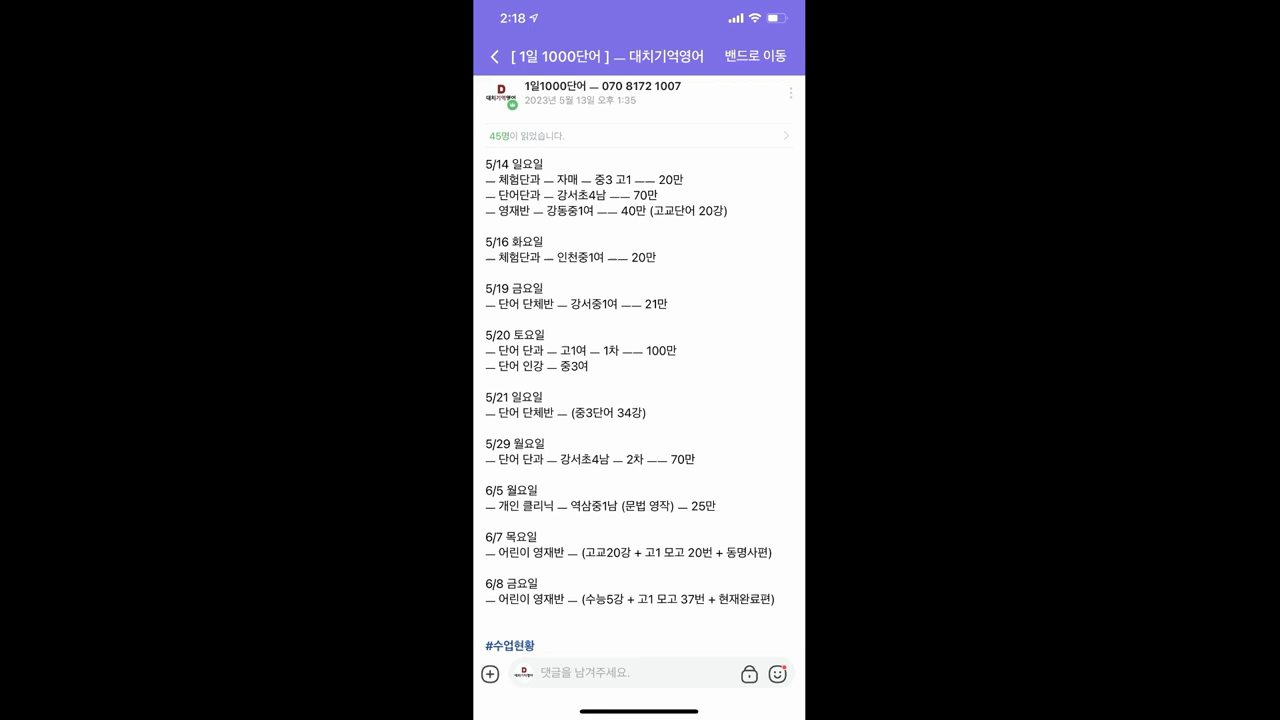 2:18
[ 1일 1000단어 ] ㅡ 대치기억영어 밴드로 이동
D
대치기억영어
1일1000단어 ㅡ 070 8172 1007
2023년 5월 13일 오후 1:35
45명이 읽었습니다.
5/14 일요일
ㅡ 체험단과 ㅡ 자매 ㅡ 중3 고1 ㅡㅡ 20만
ㅡ 단어단과 ㅡ 강서초4남 ㅡㅡ 70만
ㅡ 영재반 ㅡ 강동중1여 ㅡㅡ 40만 (고교단어 20강)
5/16 화요일
ㅡ 체험단과 ㅡ 인천중1여 ㅡㅡ 20만
5/19 금요일
ㅡ 단어 단체반 ㅡ 강서중1여 ㅡㅡ 21만
5/20 토요일
ㅡ 단어 단과 ㅡ 고1여 ㅡ 1차 ㅡㅡ 100만
ㅡ 단어 인강 ㅡ 중3여
5/21 일요일
ㅡ 단어 단체반 ㅡ (중3단어 34강)
5/29 월요일
ㅡ 단어 단과 ㅡ 강서초4남 ㅡ 2차 ㅡㅡ 70만
6/5 월요일
ㅡ 개인 클리닉 ㅡ 역삼중1남 (문법 영작) ㅡ 25만
6/7 목요일
ㅡ 어린이 영재반 ㅡ (고교20강 + 고1 모고 20번 + 동명사편)
6/8 금요일
ㅡ 어린이 영재반 ㅡ (수능5강 + 고1 모고 37번 + 현재완료편)
#수업현황
D
대치기억영어
댓글을 남겨주세요.